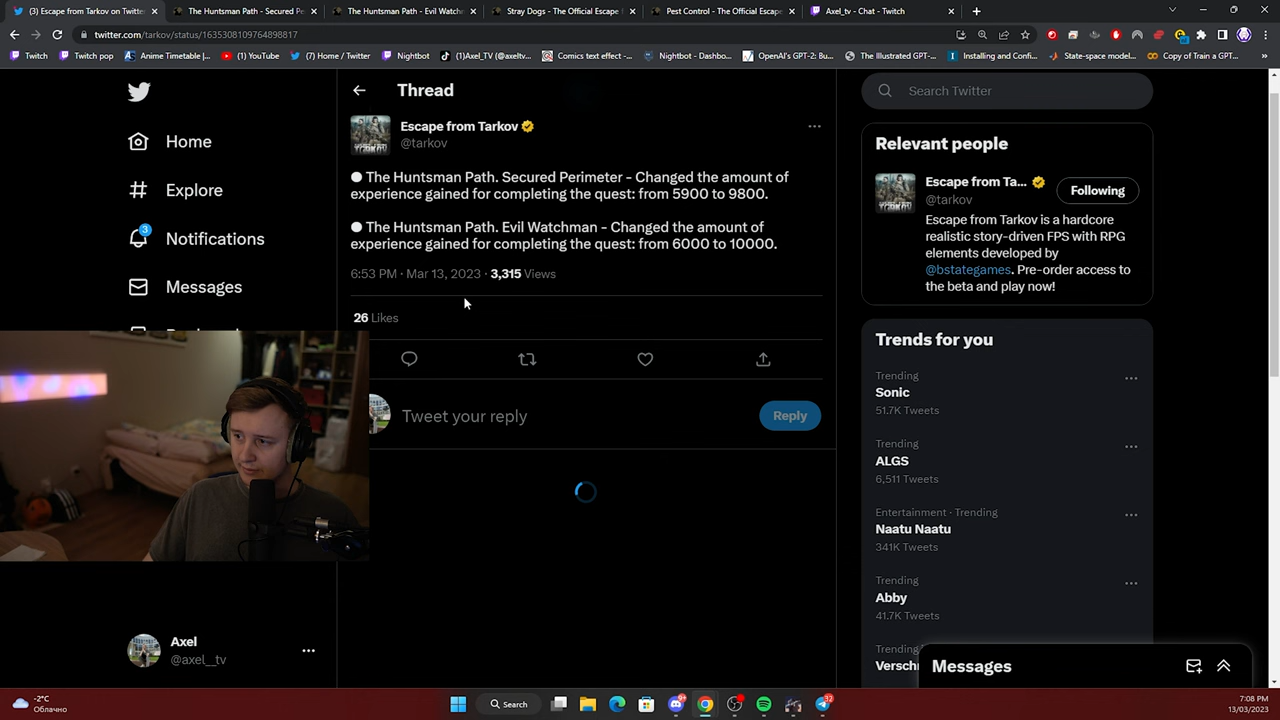 (3) Escape from Tarkov on Twitter:
The Huntsman Path - Secured Pe
The Huntsman Path - Evil Watchm
Stray Dogs - The Official Escape F
Pest Control - The Official Escap
Axel_tv - Chat - Twitch
twitter.com/tarkov/status/1635308109764898817
Twitch
Twitch pop
Anime Timetable |...
(1) YouTube
(7) Home / Twitter
Nightbot
(1)Axel_TV (@axeltv...
Comics text effect -...
Nightbot - Dashbo...
OpenAI's GPT-2: Bu...
The Illustrated GPT-...
Installing and Confi...
State-space model...
Copy of Train a GPT-...
Thread
Search Twitter
Home
Explore
3
Notifications
Messages
Axel
@axel__tv
Escape from Tarkov
@tarkov
The Huntsman Path. Secured Perimeter - Changed the amount of
experience gained for completing the quest: from 5900 to 9800.
The Huntsman Path. Evil Watchman - Changed the amount of
experience gained for completing the quest: from 6000 to 10000.
6:53 PM · Mar 13, 2023 · 3,315 Views
26 Likes
Tweet your reply
Reply
Relevant people
Escape from Ta...
@tarkov
Following
Escape from Tarkov is a hardcore
realistic story-driven FPS with RPG
elements developed by
@bstategames. Pre-order access to
the beta and play now!
Trends for you
Trending
Sonic
51.7K Tweets
Trending
ALGS
6,511 Tweets
Entertainment · Trending
Naatu Naatu
341K Tweets
Trending
Abby
41.7K Tweets
Trending
Verschr
Messages
-2°C
Облачно
Search
32
7:08 PM
13/03/2023